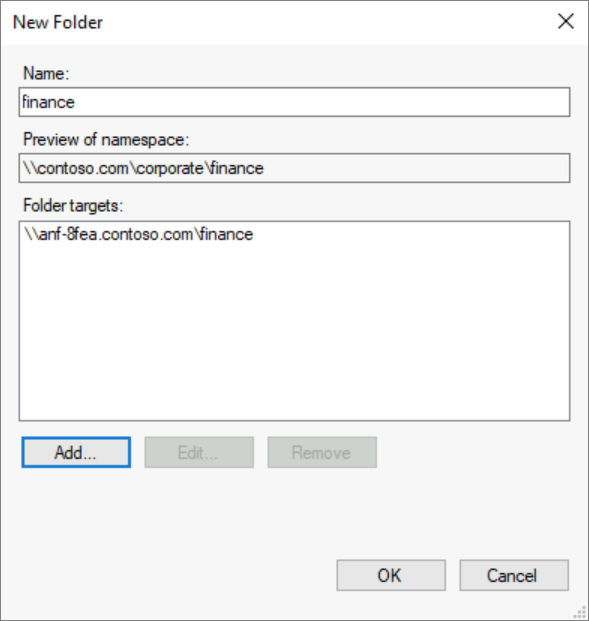 New Folder
Name:
finance
Preview of namespace:
\\contoso.com\corporate\finance
Folder targets:
\\anf-8fea.contoso.com\finance
Add... Edit... Remove
OK Cancel